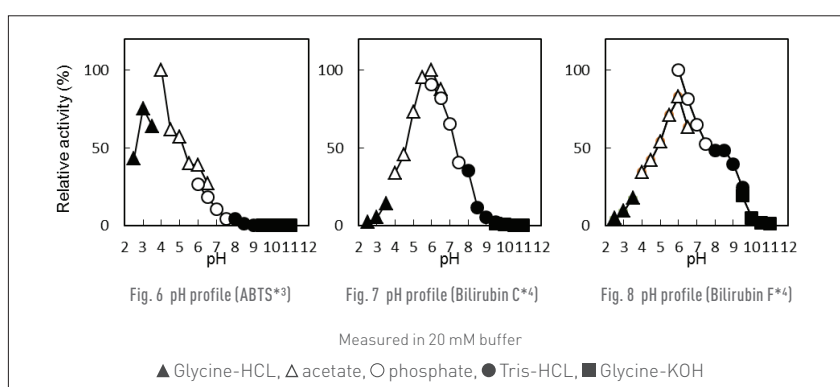 Relative activity (%)
100
50
0
2 3 4 5 6 7 8 9 10 11 12
pH
Fig. 6 pH profile (ABTS*3)
100
50
0
2 3 4 5 6 7 8 9 10 11 12
pH
Fig. 7 pH profile (Bilirubin C*4)
100
50
0
2 3 4 5 6 7 8 9 10 11 12
pH
Fig. 8 pH profile (Bilirubin F*4)
Measured in 20 mM buffer
▲ Glycine-HCL, △ acetate, ○ phosphate, ● Tris-HCL, ■ Glycine-KOH